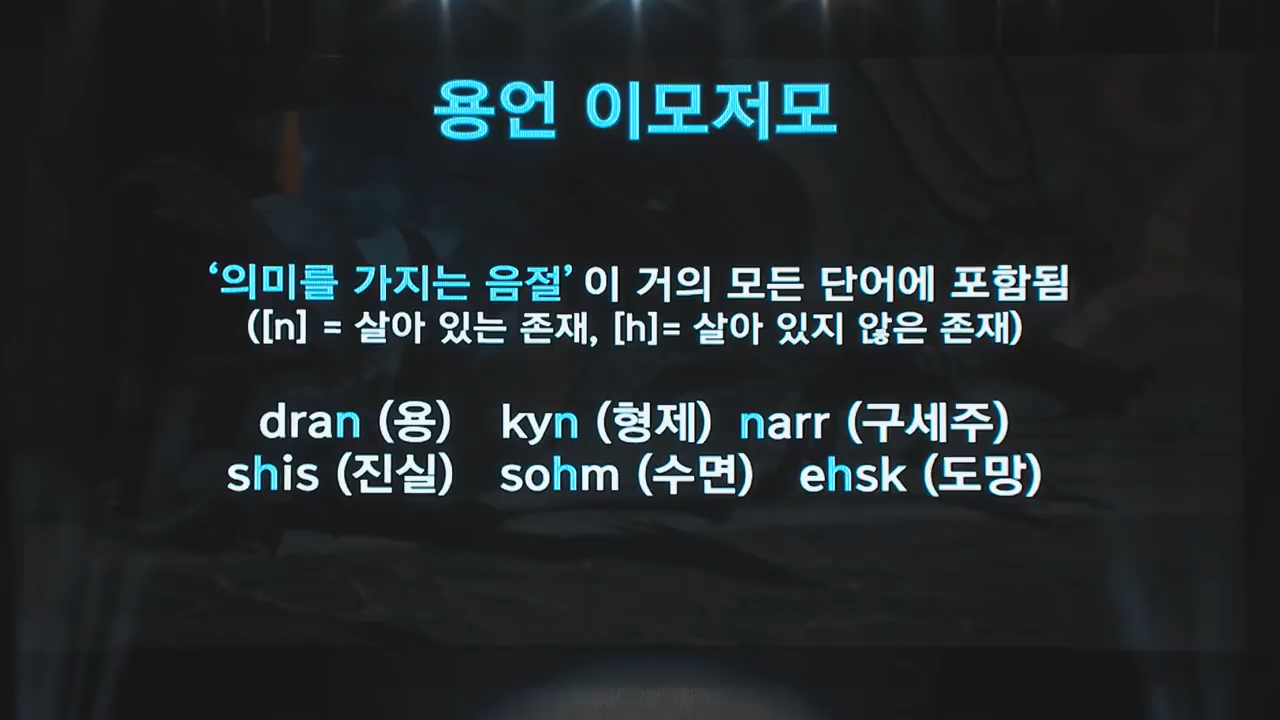 용언 이모저모
‘의미를 가지는 음절’ 이 거의 모든 단어에 포함됨
([n] = 살아 있는 존재, [h]= 살아 있지 않은 존재)
dran (용) kyn (형제) narr (구세주)
shis (진실) sohm (수면) ehsk (도망)